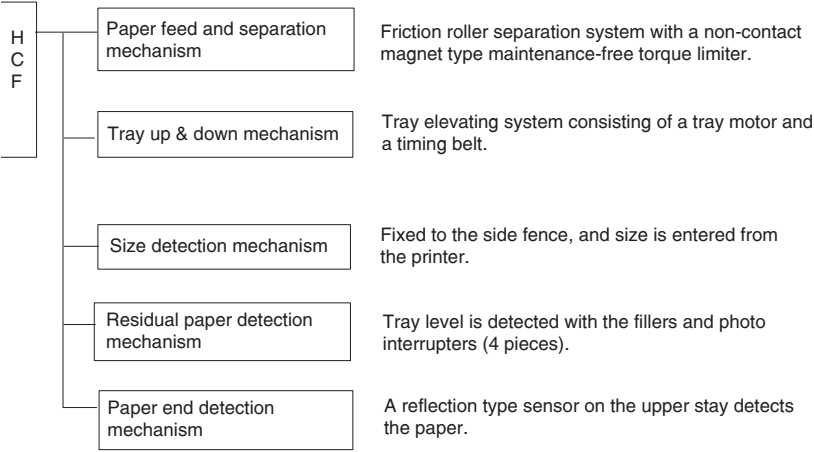 H
C
F
Paper feed and separation
mechanism
Friction roller separation system with a non-contact
magnet type maintenance-free torque limiter.
Tray up & down mechanism
Tray elevating system consisting of a tray motor and
a timing belt.
Size detection mechanism
Fixed to the side fence, and size is entered from
the printer.
Residual paper detection
mechanism
Tray level is detected with the fillers and photo
interrupters (4 pieces).
Paper end detection
mechanism
A reflection type sensor on the upper stay detects
the paper.